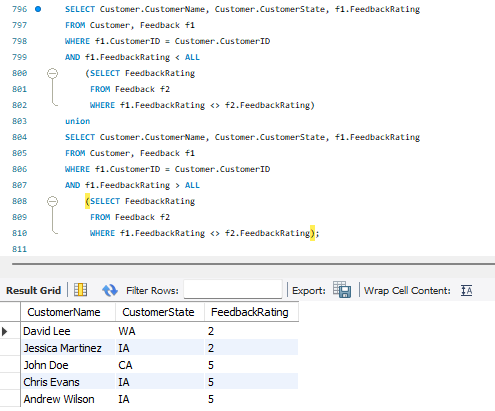 796 SELECT Customer.CustomerName, Customer.CustomerState, f1.FeedbackRating
797 FROM Customer, Feedback f1
798 WHERE f1.CustomerID = Customer.CustomerID
799 AND f1.FeedbackRating < ALL
800 (SELECT FeedbackRating
801 FROM Feedback f2
802 WHERE f1.FeedbackRating <> f2.FeedbackRating)
803 union
804 SELECT Customer.CustomerName, Customer.CustomerState, f1.FeedbackRating
805 FROM Customer, Feedback f1
806 WHERE f1.CustomerID = Customer.CustomerID
807 AND f1.FeedbackRating > ALL
808 (SELECT FeedbackRating
809 FROM Feedback f2
810 WHERE f1.FeedbackRating <> f2.FeedbackRating);
811
Result Grid Filter Rows: Export: Wrap Cell Content: IA
CustomerName CustomerState FeedbackRating
David Lee WA 2
Jessica Martinez IA 2
John Doe CA 5
Chris Evans IA 5
Andrew Wilson IA 5